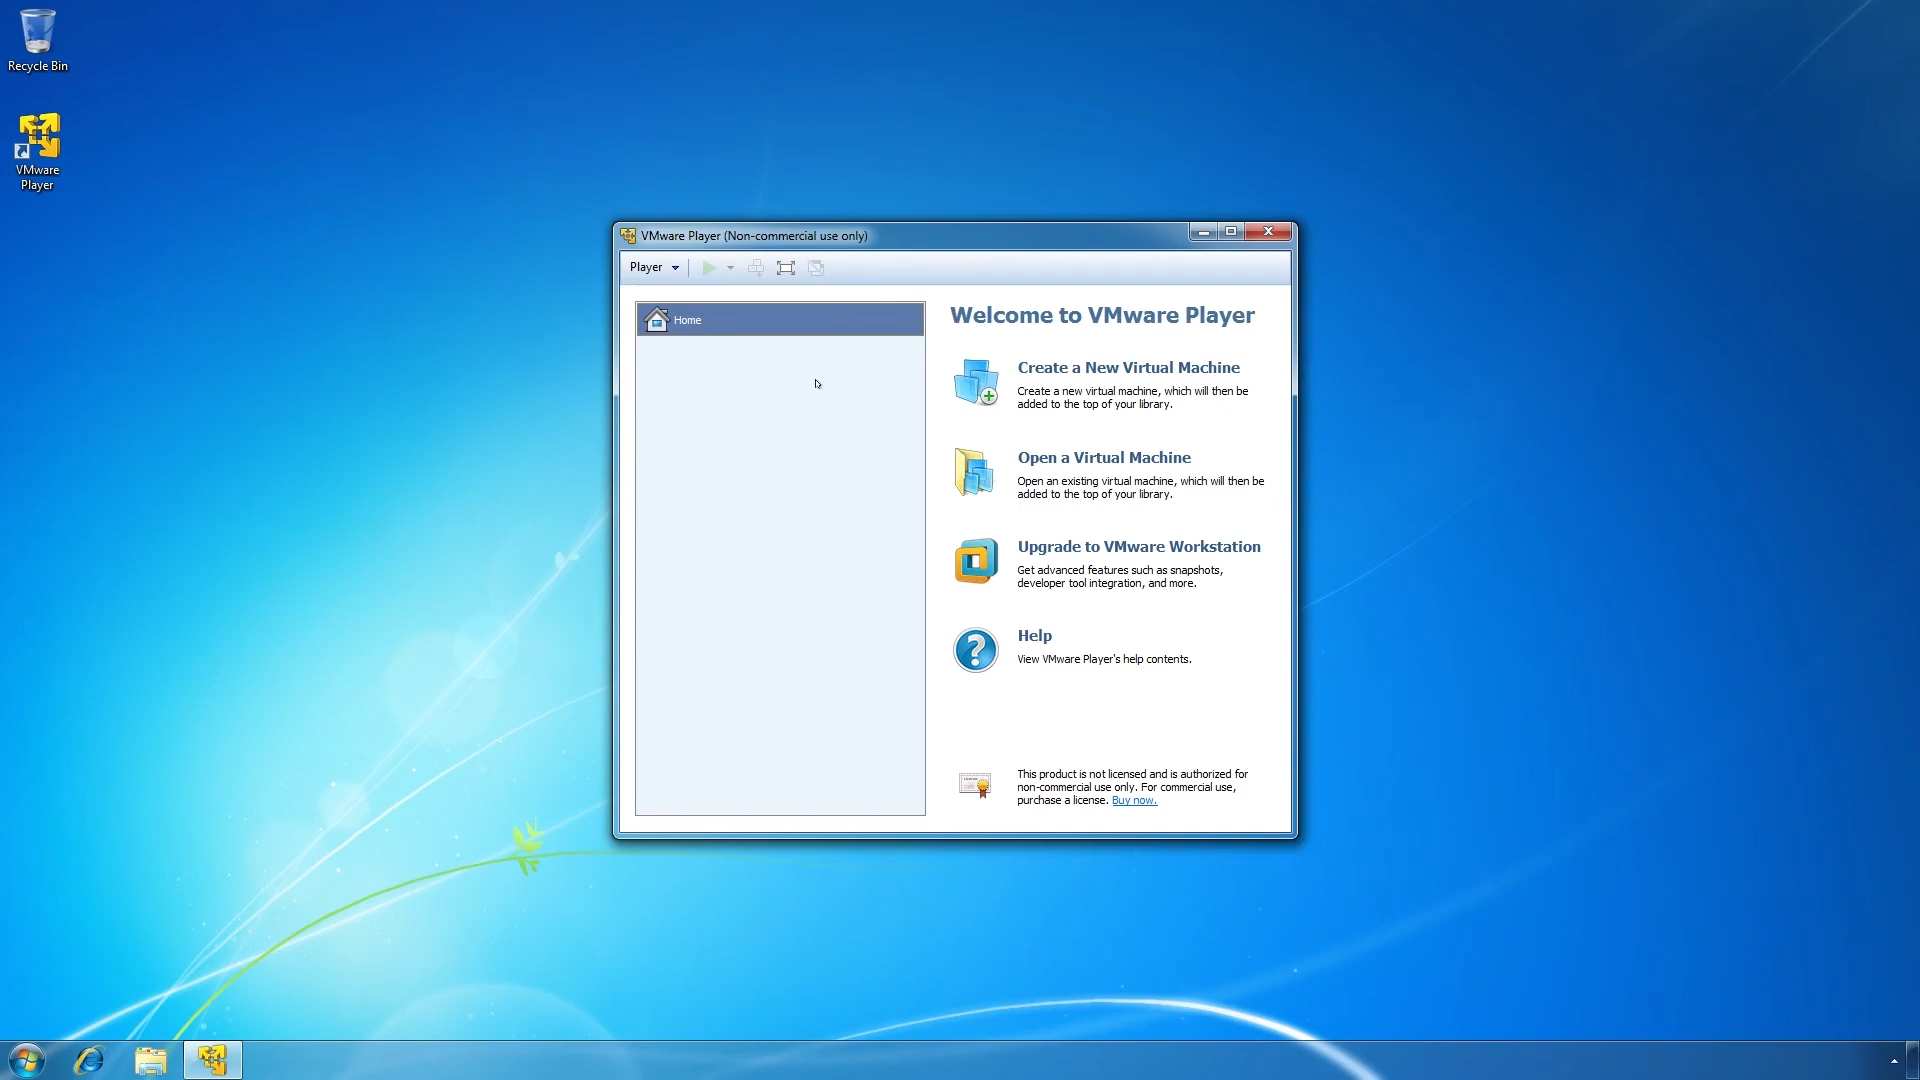 Recycle Bin
VMware
Player
VMware Player (Non-commercial use only)
Player
Home
Welcome to VMware Player
Create a New Virtual Machine
Create a new virtual machine, which will then be
added to the top of your library.
Open a Virtual Machine
Open an existing virtual machine, which will then be
added to the top of your library.
Upgrade to VMware Workstation
Get advanced features such as snapshots,
developer tool integration, and more.
Help
View VMware Player's help contents.
This product is not licensed and is authorized for
non-commercial use only. For commercial use,
purchase a license. Buy now.